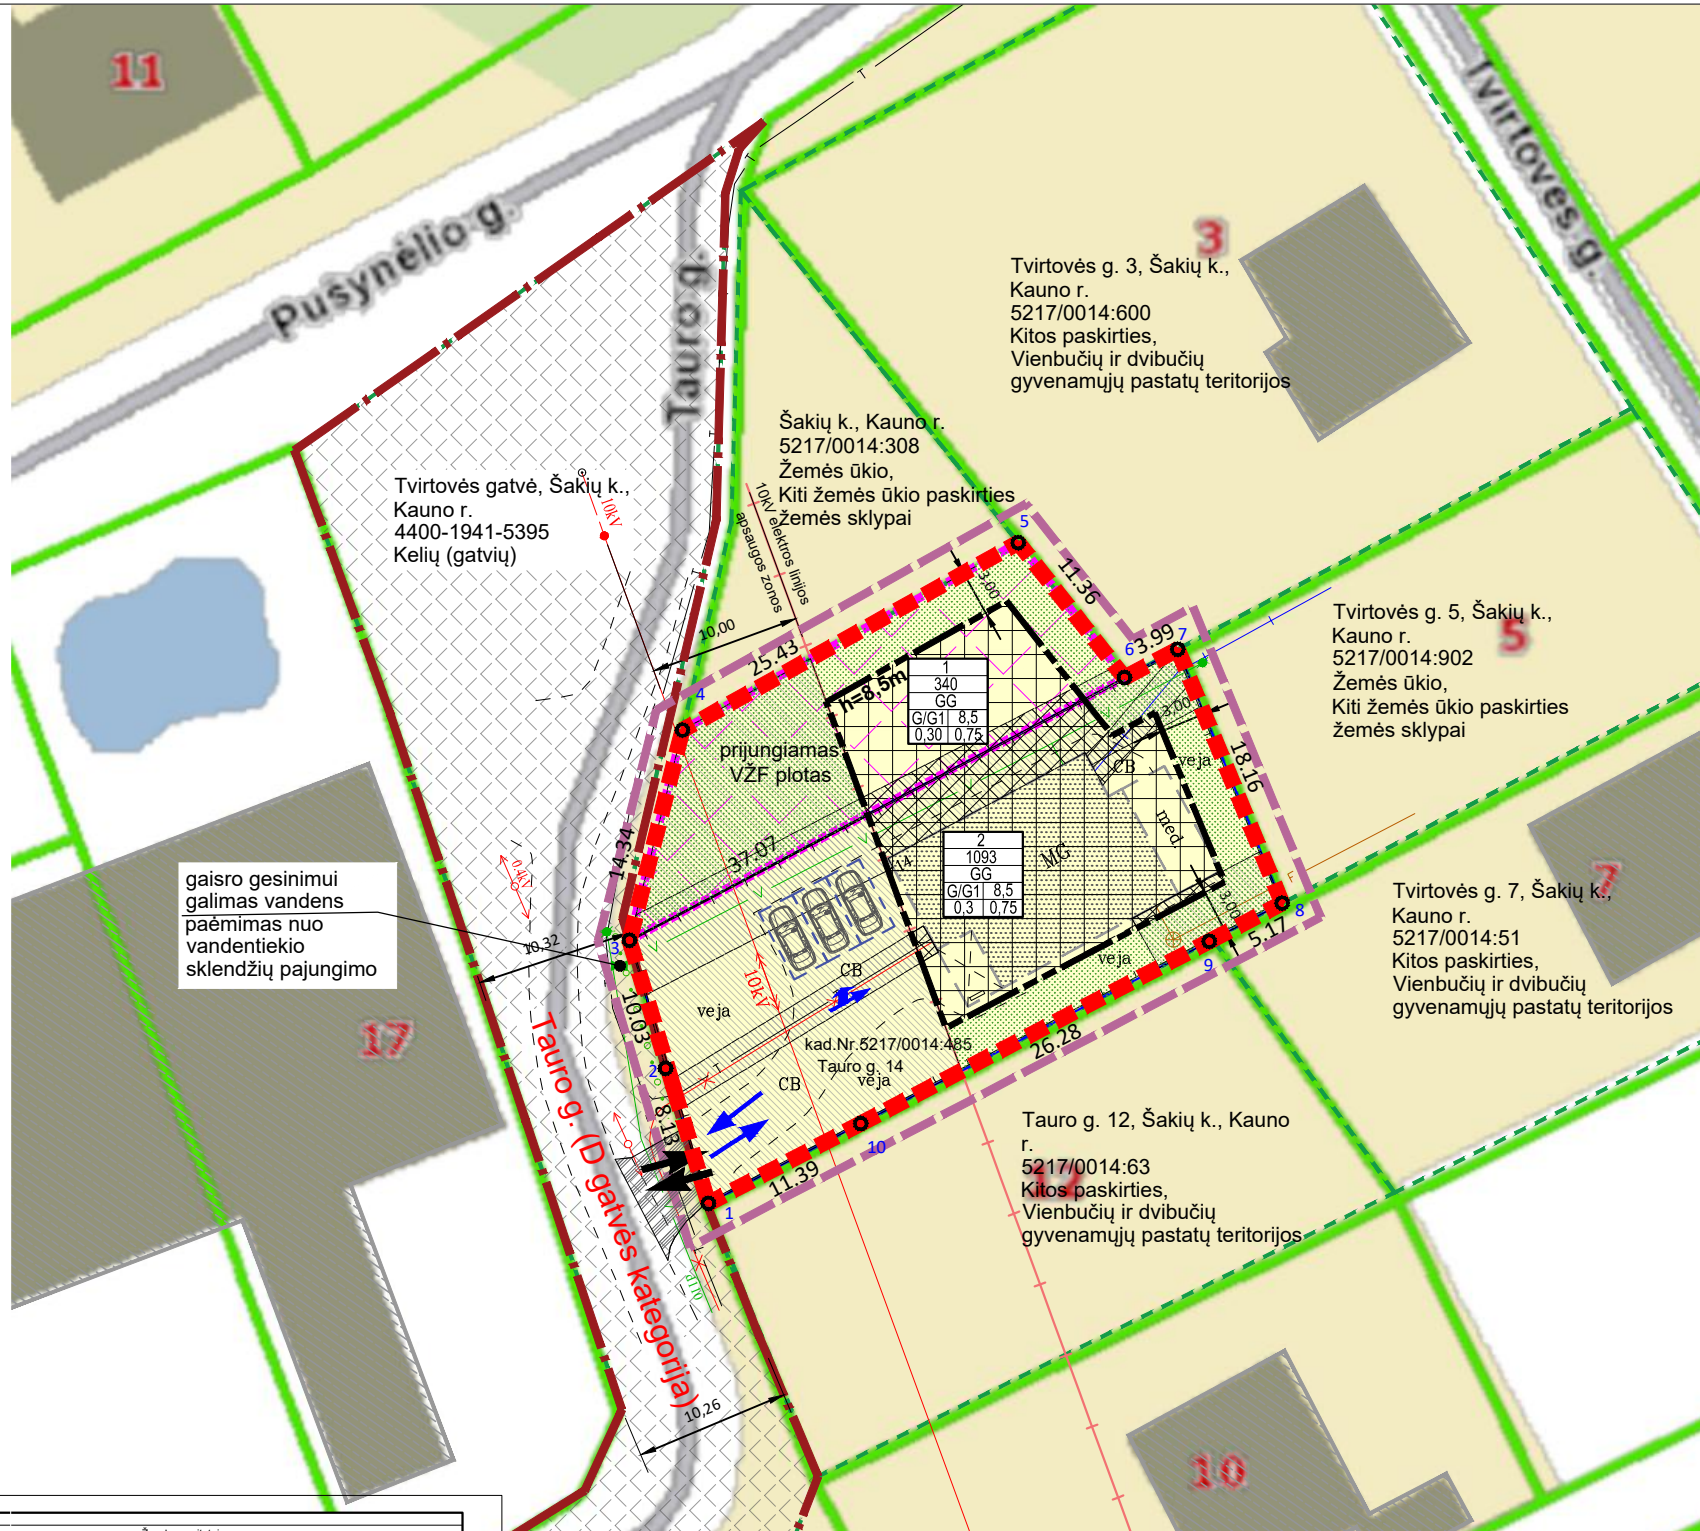 11
Pušynėlio g.
Tauro g.
Tvirtovės g.
3
Tvirtovės g. 3, Šakių k.,
Kauno r.
5217/0014:600
Kitos paskirties,
Vienbučių ir dvibučių
gyvenamųjų pastatų teritorijos
Šakių k., Kauno r.
5217/0014:308
Žemės ūkio,
Kiti žemės ūkio paskirties
žemės sklypai
Tvirtovės gatvė, Šakių k.,
Kauno r.
4400-1941-5395
Kelių (gatvių)
10kV
10kV elektros linijos
apsaugos zonos
5
11.36
3,00
10,00
25.43
6
3.99
7
Tvirtovės g. 5, Šakių k.,
Kauno r.
5217/0014:902
Žemės ūkio,
Kiti žemės ūkio paskirties
žemės sklypai
5
4
h=8,5m
1
340
GG
G/G1 8,5
0,30 0,75
3,00
prijungiamas
VŽF plotas
CB
veja
18.16
med.
14.34
37.07
14
2
1093
GG
G/G1 8,5
0,3 0,75
MG
0.4kV
gaisro gesinimui
galimas vandens
paėmimas nuo
vandentiekio
sklendžių pajungimo
10,32
3
3,00
F
8
5.17
9
7
Tvirtovės g. 7, Šakių k.,
Kauno r.
5217/0014:51
Kitos paskirties,
Vienbučių ir dvibučių
gyvenamųjų pastatų teritorijos
veja
CB
10kV
veja
10.03
17
26.28
kad.Nr.5217/0014:485
Tauro g. 14
CB
veja
2
8.13
10
11.39
1
Tauro g. (D gatvės kategorija)
d110
Tauro g. 12, Šakių k., Kauno
r.
5217/0014:63
Kitos paskirties,
Vienbučių ir dvibučių
gyvenamųjų pastatų teritorijos
12
10,26
10